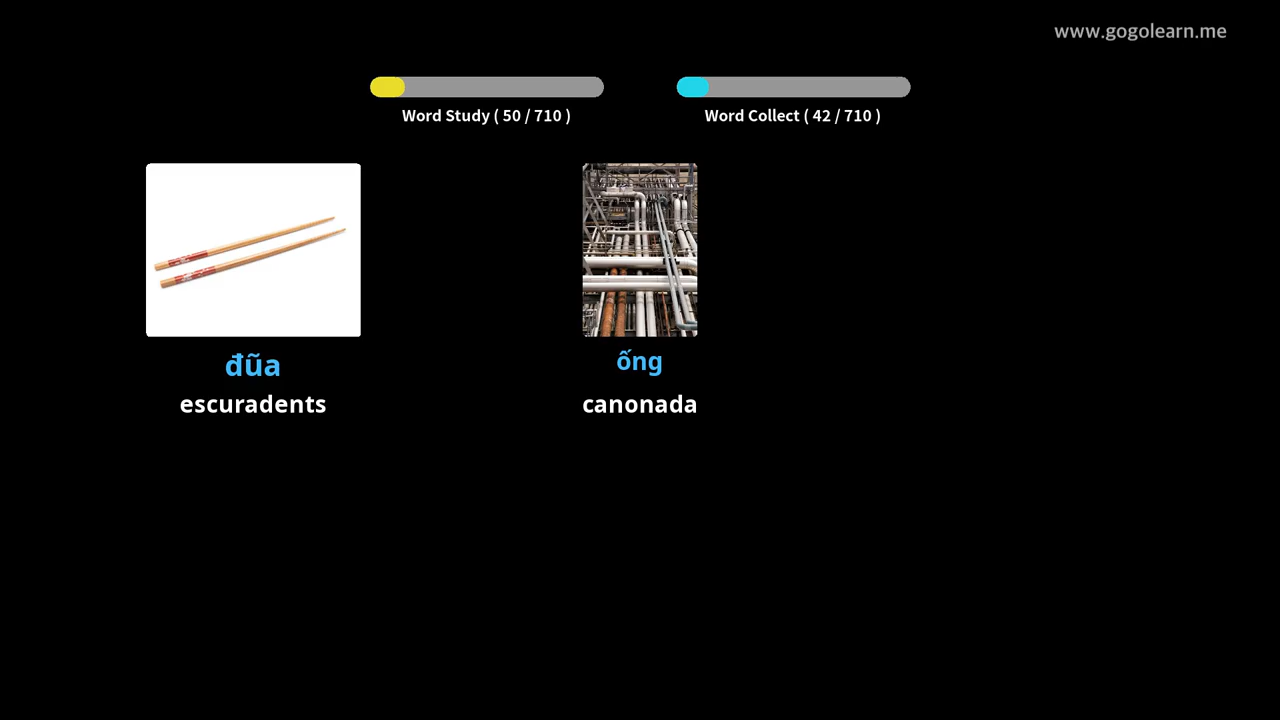 www.gogolearn.me
Word Study ( 50 / 710 )
Word Collect ( 42 / 710 )
đũa
escuradents
ống
canonada